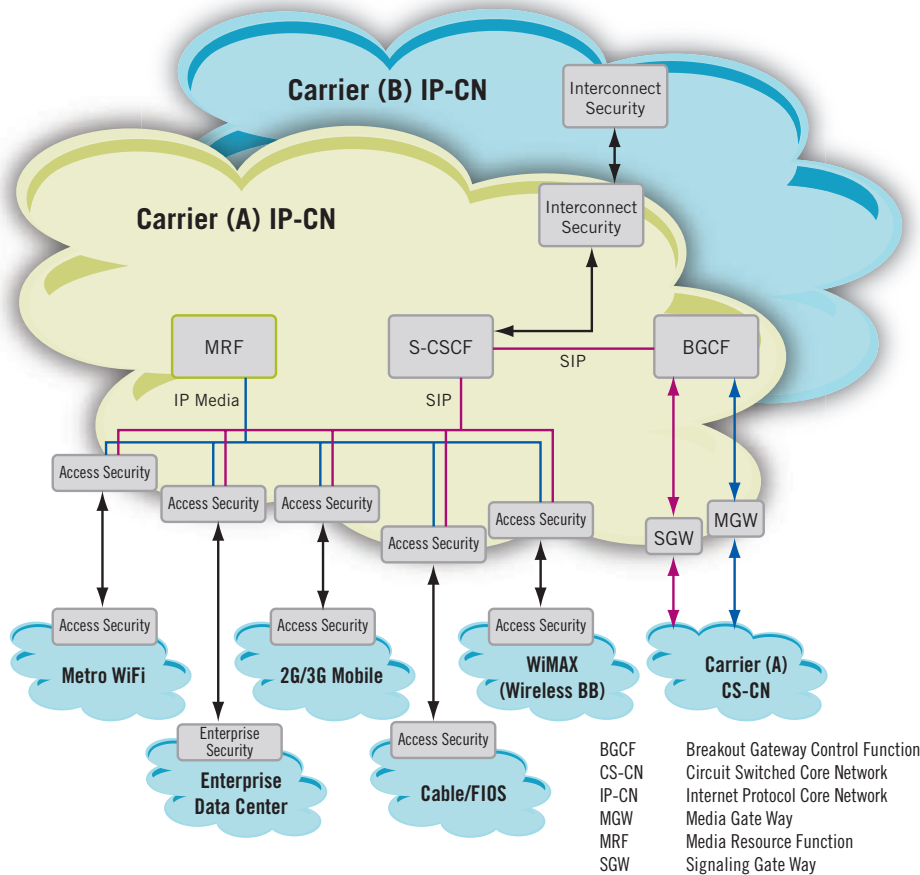 Carrier (B) IP-CN
Interconnect
Security
Carrier (A) IP-CN
Interconnect
Security
MRF
S-CSCF
BGCF
SIP
IP Media
SIP
Access Security
Access Security
Access Security
Access Security
Access Security
SGW
MGW
Access Security
Metro WiFi
Access Security
2G/3G Mobile
Access Security
WiMAX
(Wireless BB)
Carrier (A)
CS-CN
Enterprise
Security
Enterprise
Data Center
Access Security
Cable/FIOS
BGCF Breakout Gateway Control Function
CS-CN Circuit Switched Core Network
IP-CN Internet Protocol Core Network
MGW Media Gate Way
MRF Media Resource Function
SGW Signaling Gate Way